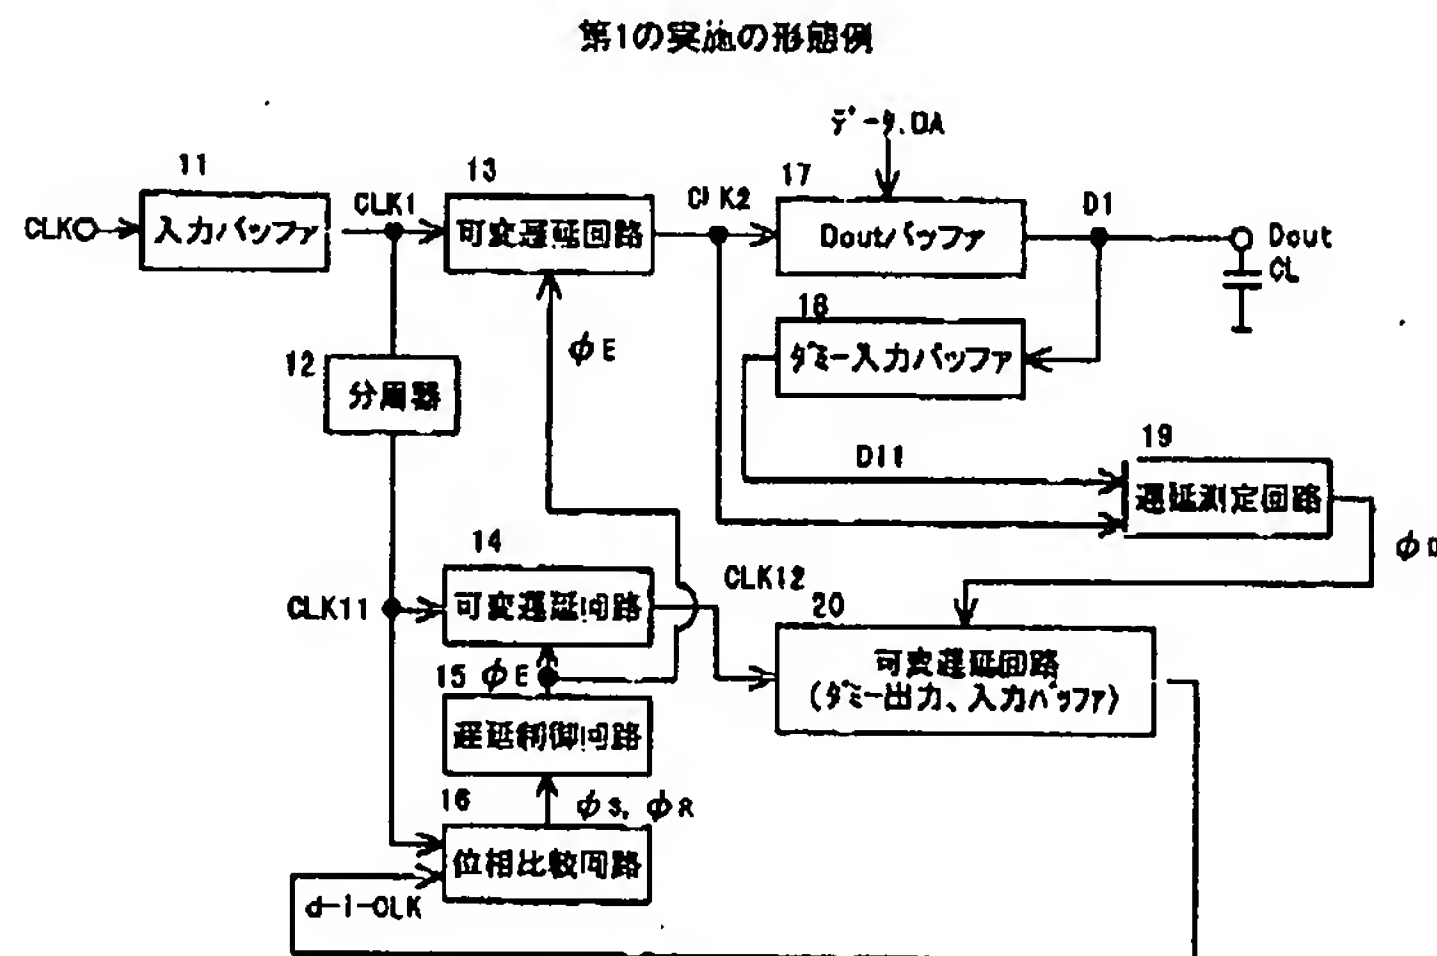 第1の実施の形態例
データ.DA
11
13
17
CLK
入力バッファ
CLK1
可変遅延回路
CLK2
Doutバッファ
D1
Dout
CL
18
ダミー入力バッファ
φE
12
分周器
D11
19
遅延測定回路
14
CLK11
可変遅延回路
CLK12
20
可変遅延回路
(ダミー出力、入力バッファ)
15 φE
遅延制御回路
16
φS, φR
位相比較回路
d-i-CLK